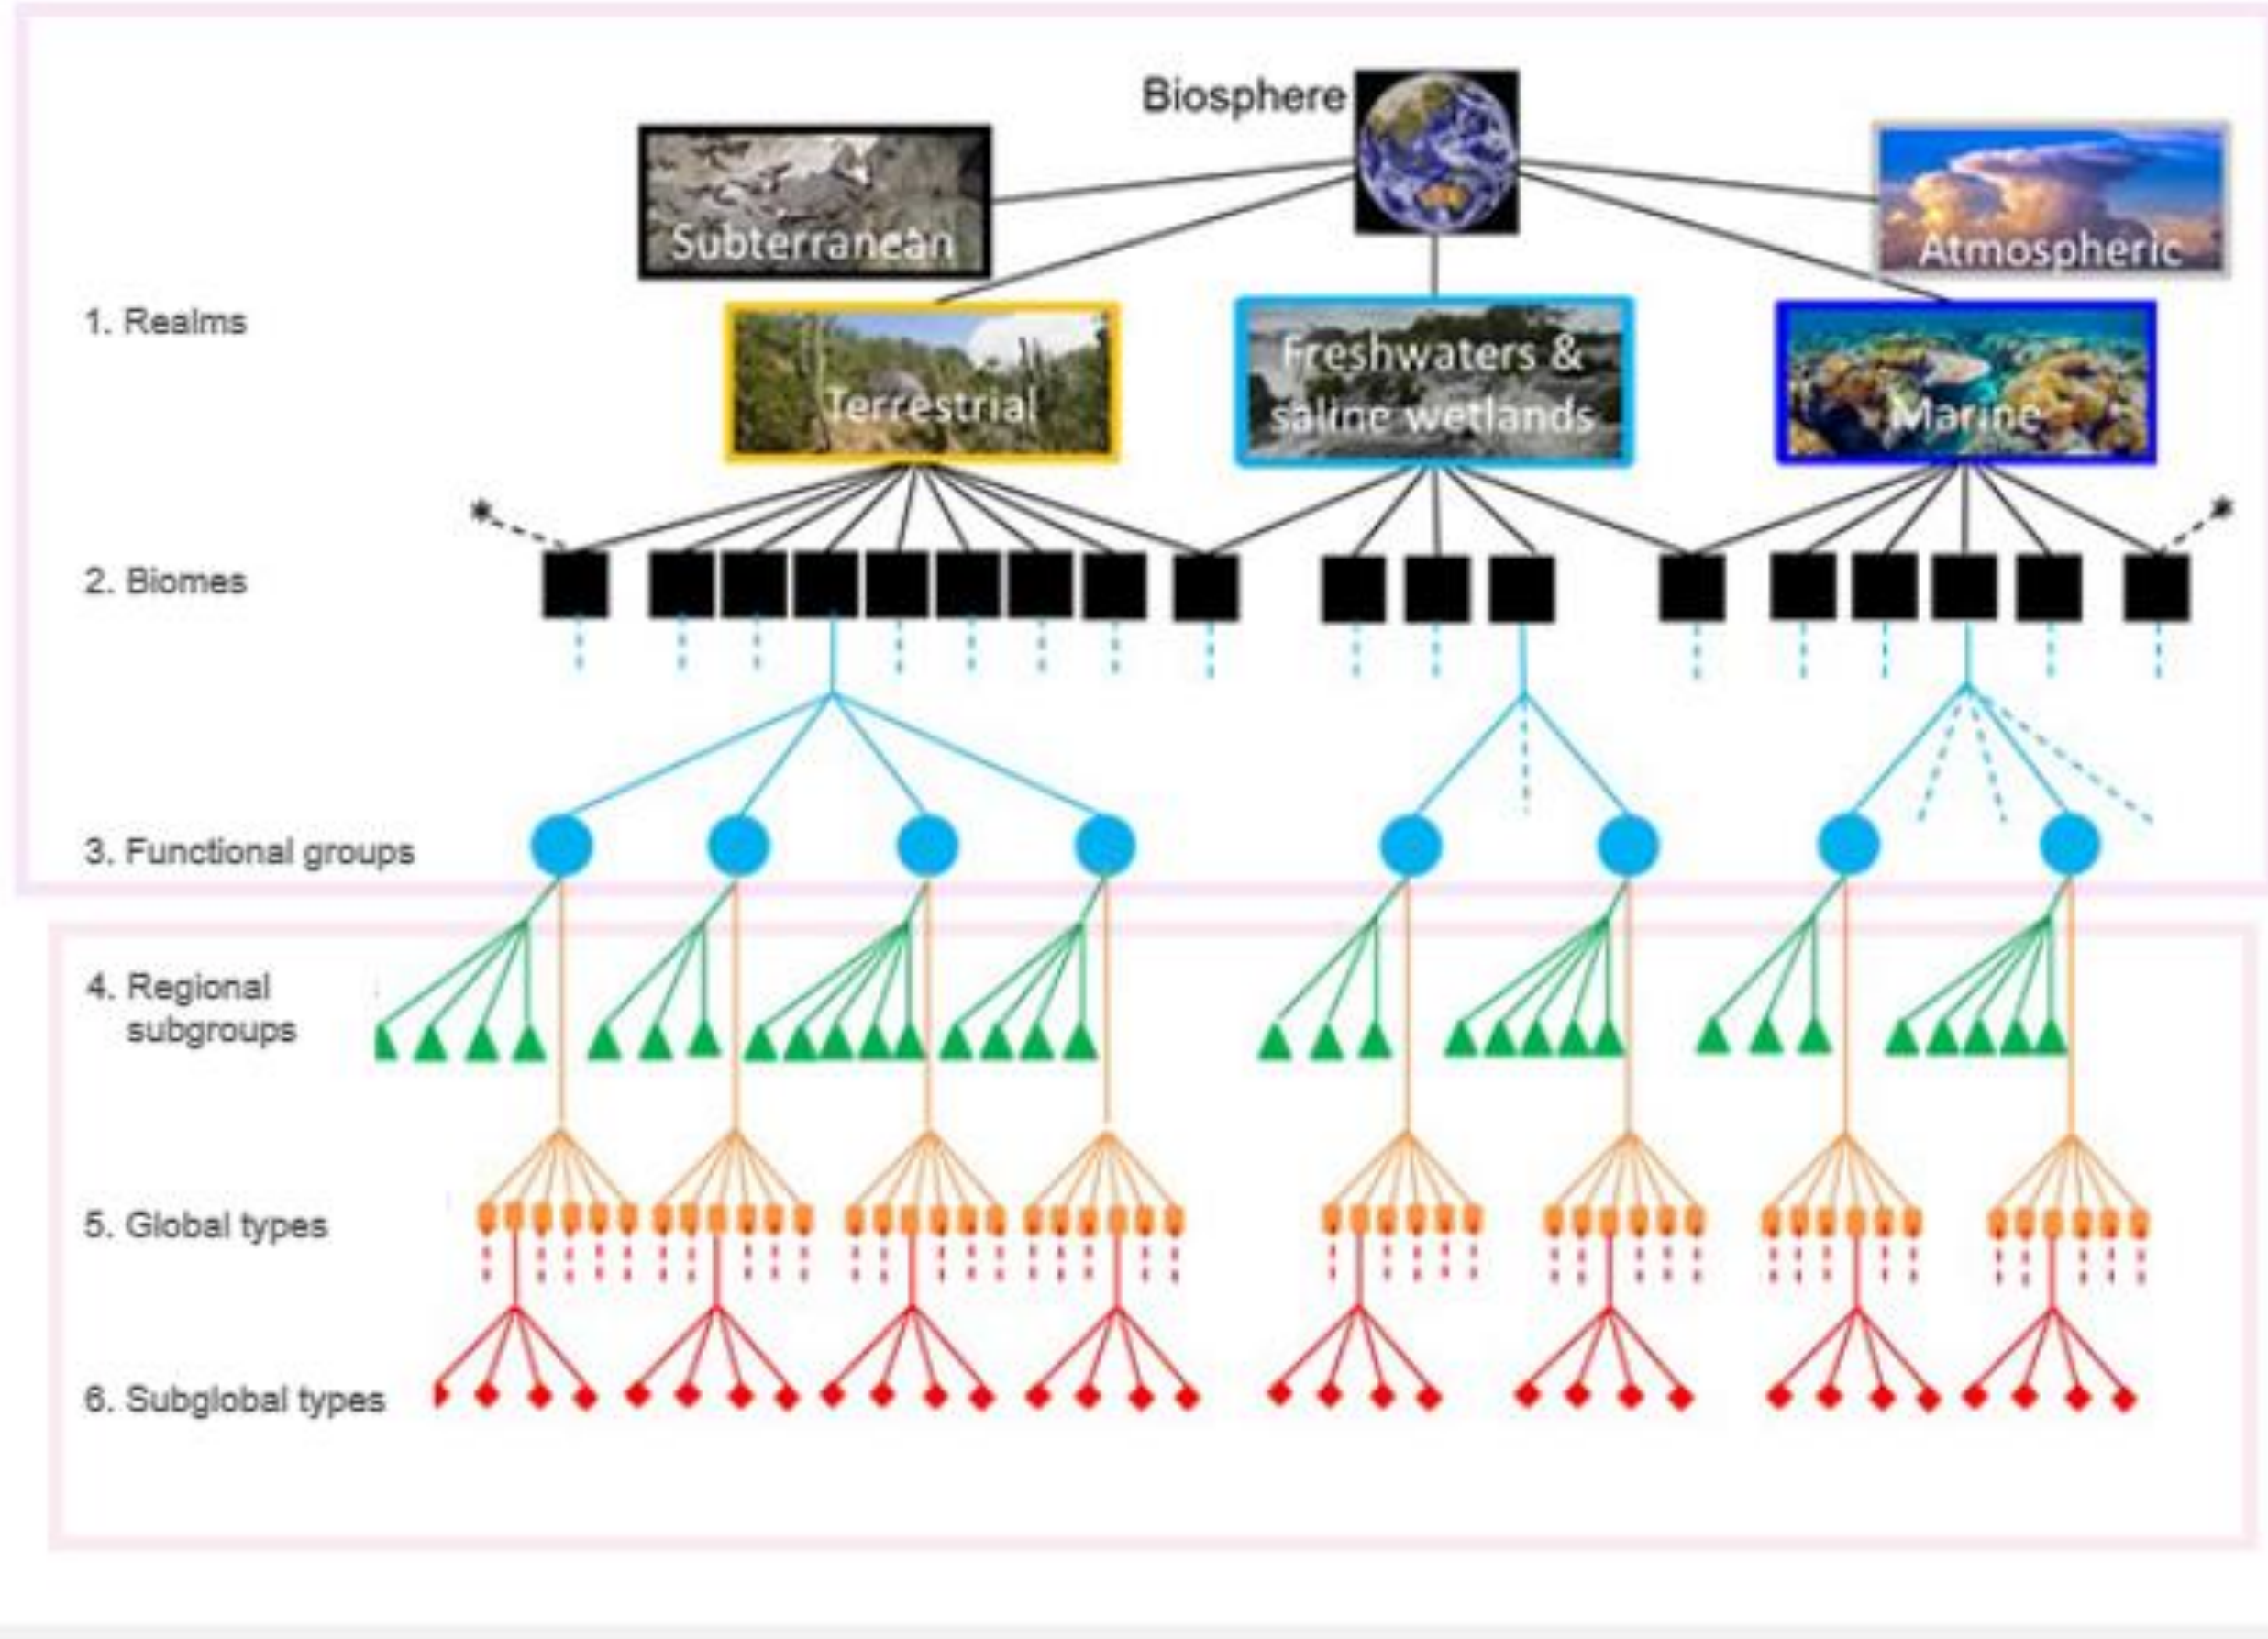 Biosphere
Subterranean
Atmospheric
1. Realms
Terrestrial
Freshwaters &
saline wetlands
Marine
*
*
2. Biomes
3. Functional groups
4. Regional
subgroups
5. Global types
6. Subglobal types